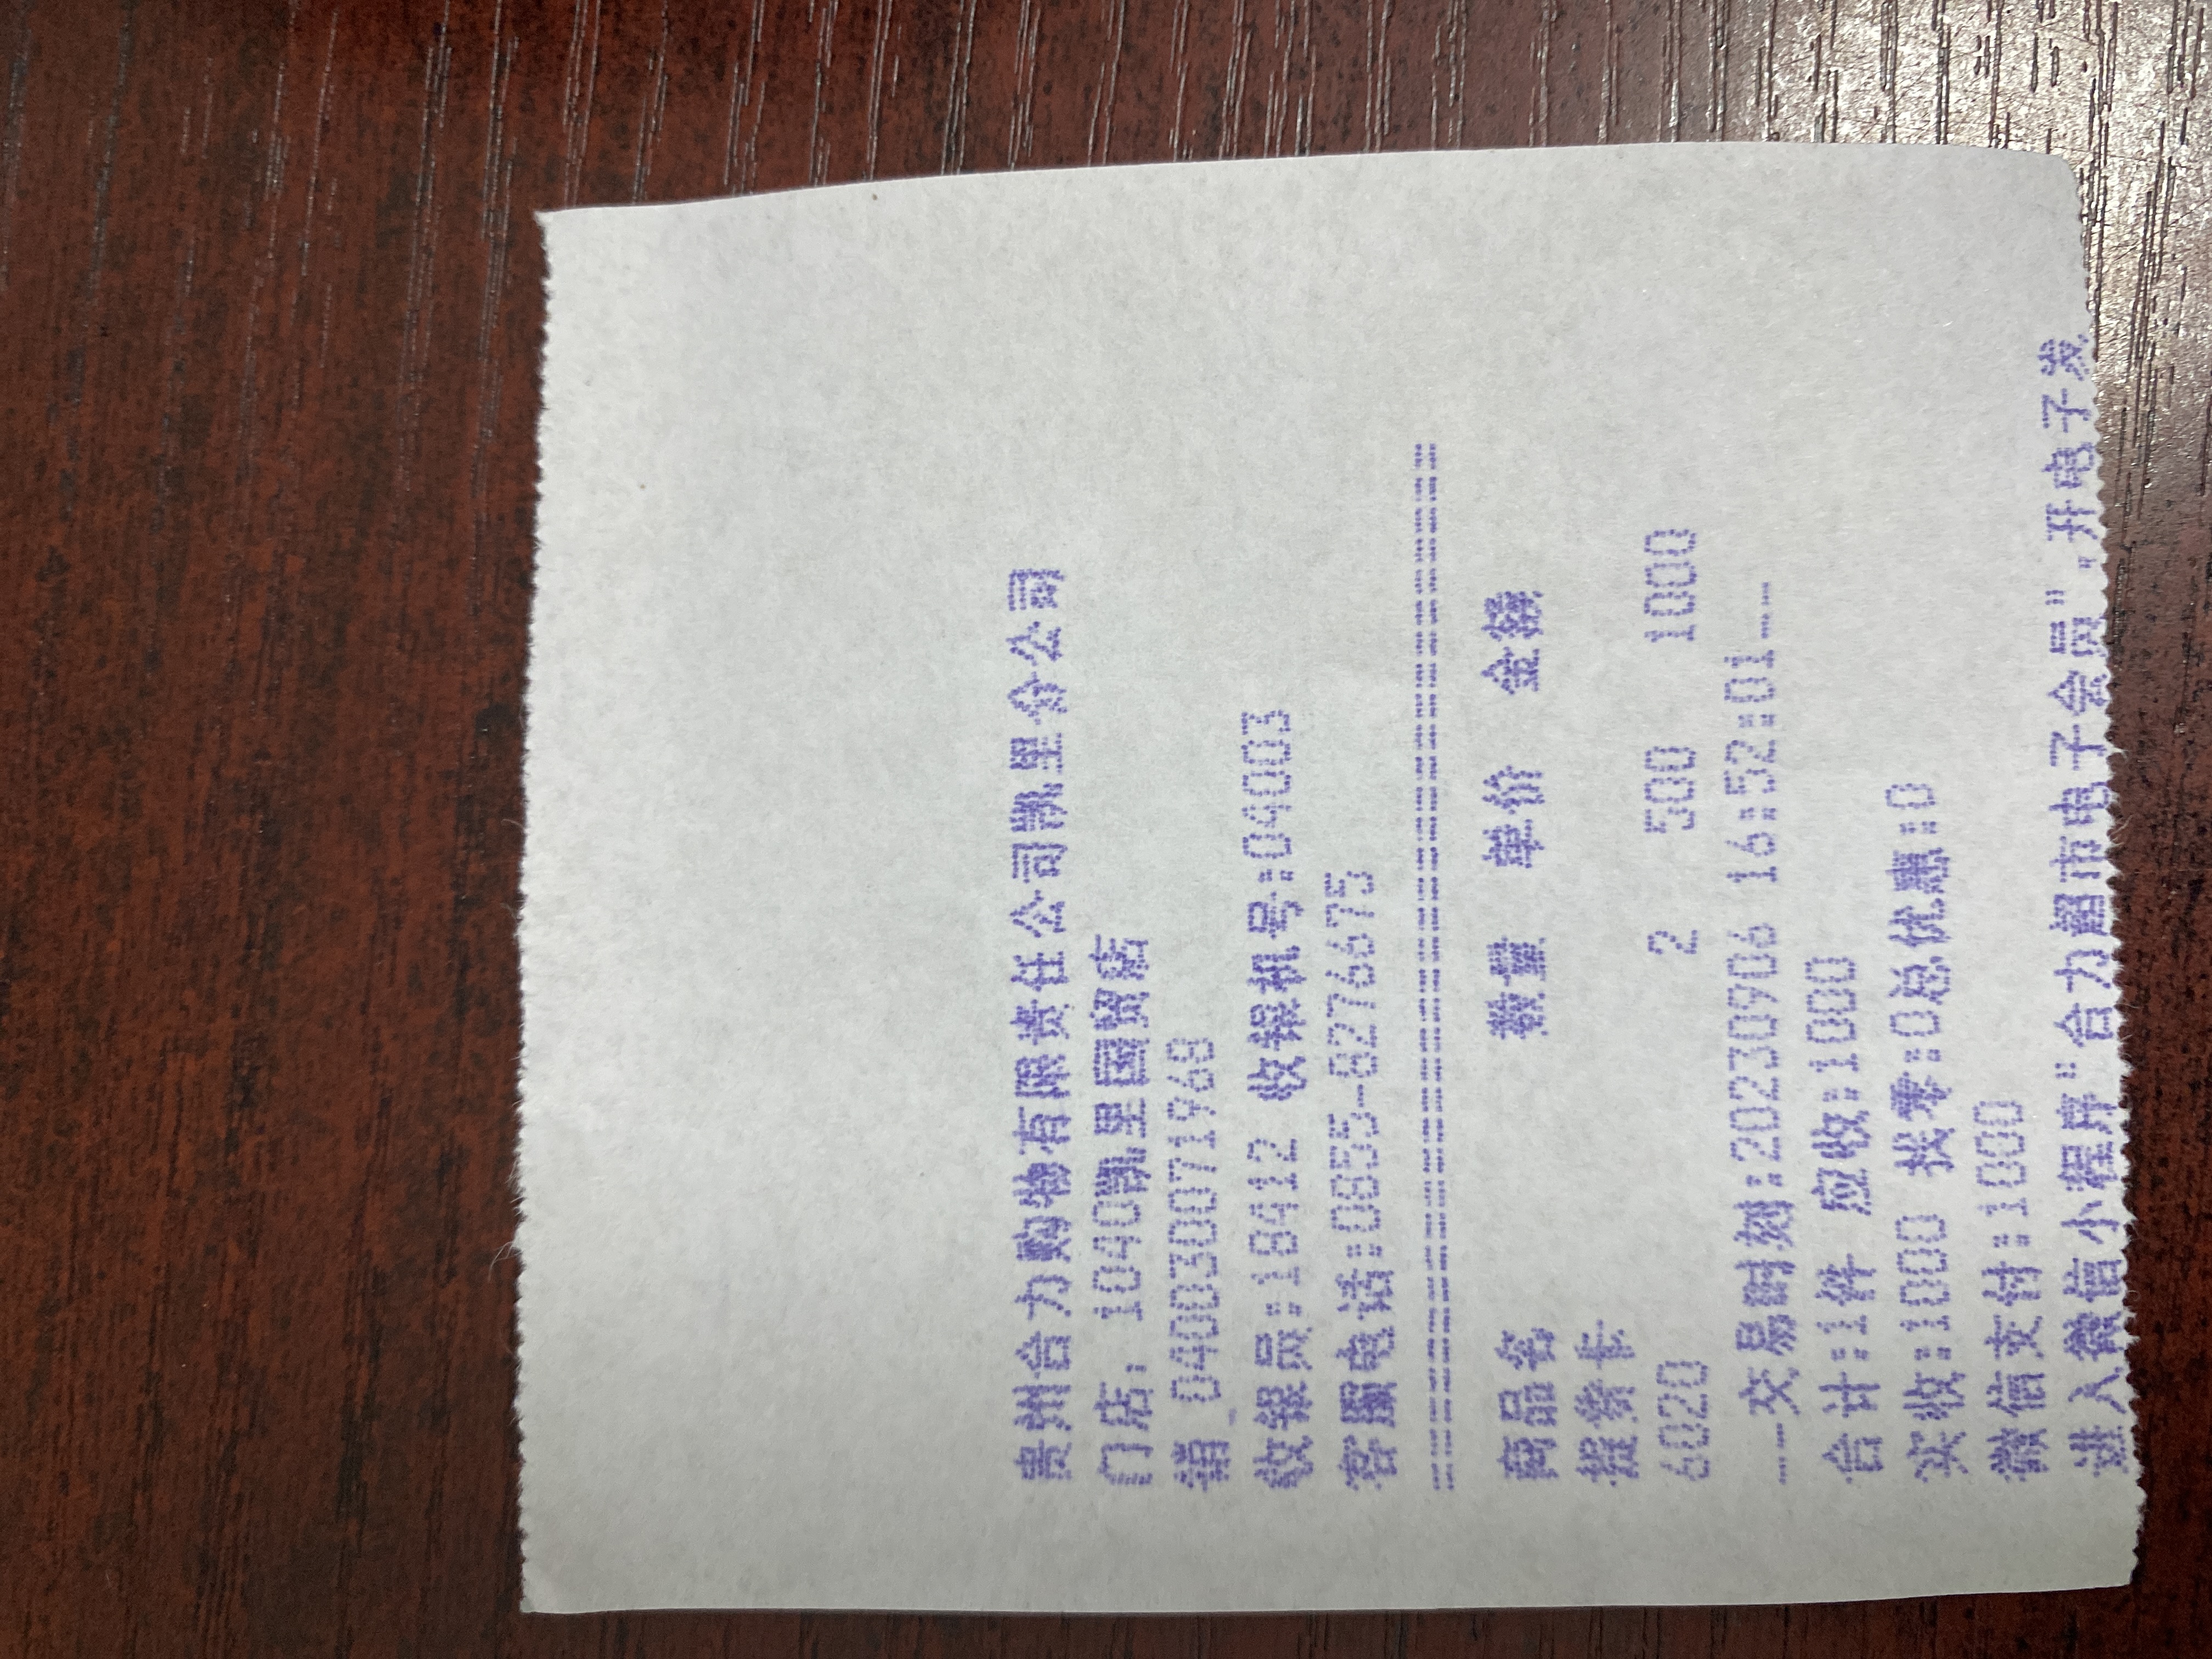 贵州合力购物有限责任公司凯里分公司
门店: 1040凯里国贸店
销 0400300071968
收银员:18412 收银机号:04003
客服电话:0855-8276675
==========================================
商品名 数量 单价 金额
提货卡
6020 2 500 1000
--交易时刻:20230906 16:52:01--
合计:1件 应收:1000
实收:1000 找零:0总优惠:0
微信支付:1000
进入微信小程序"合力超市电子会员",开电子发